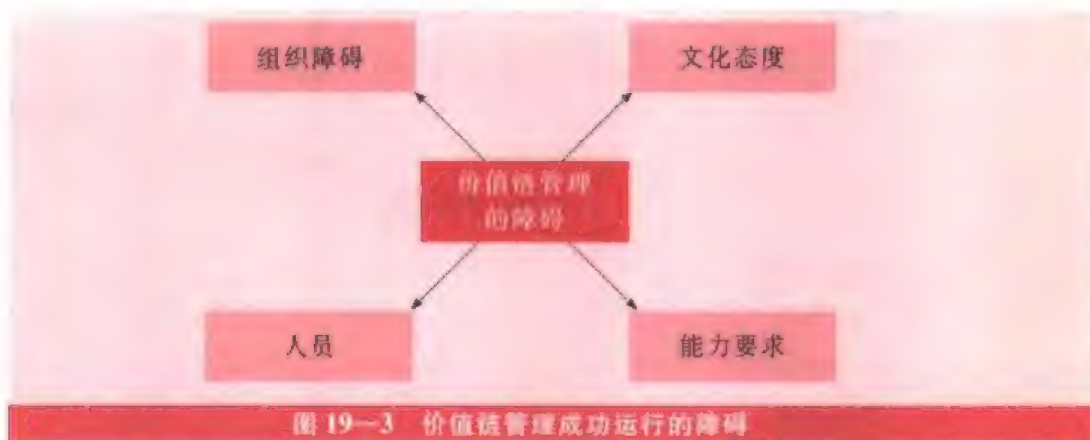 组织障碍
文化态度
价值链管理
的障碍
人员
能力要求
图 19—3 价值链管理成功运行的障碍